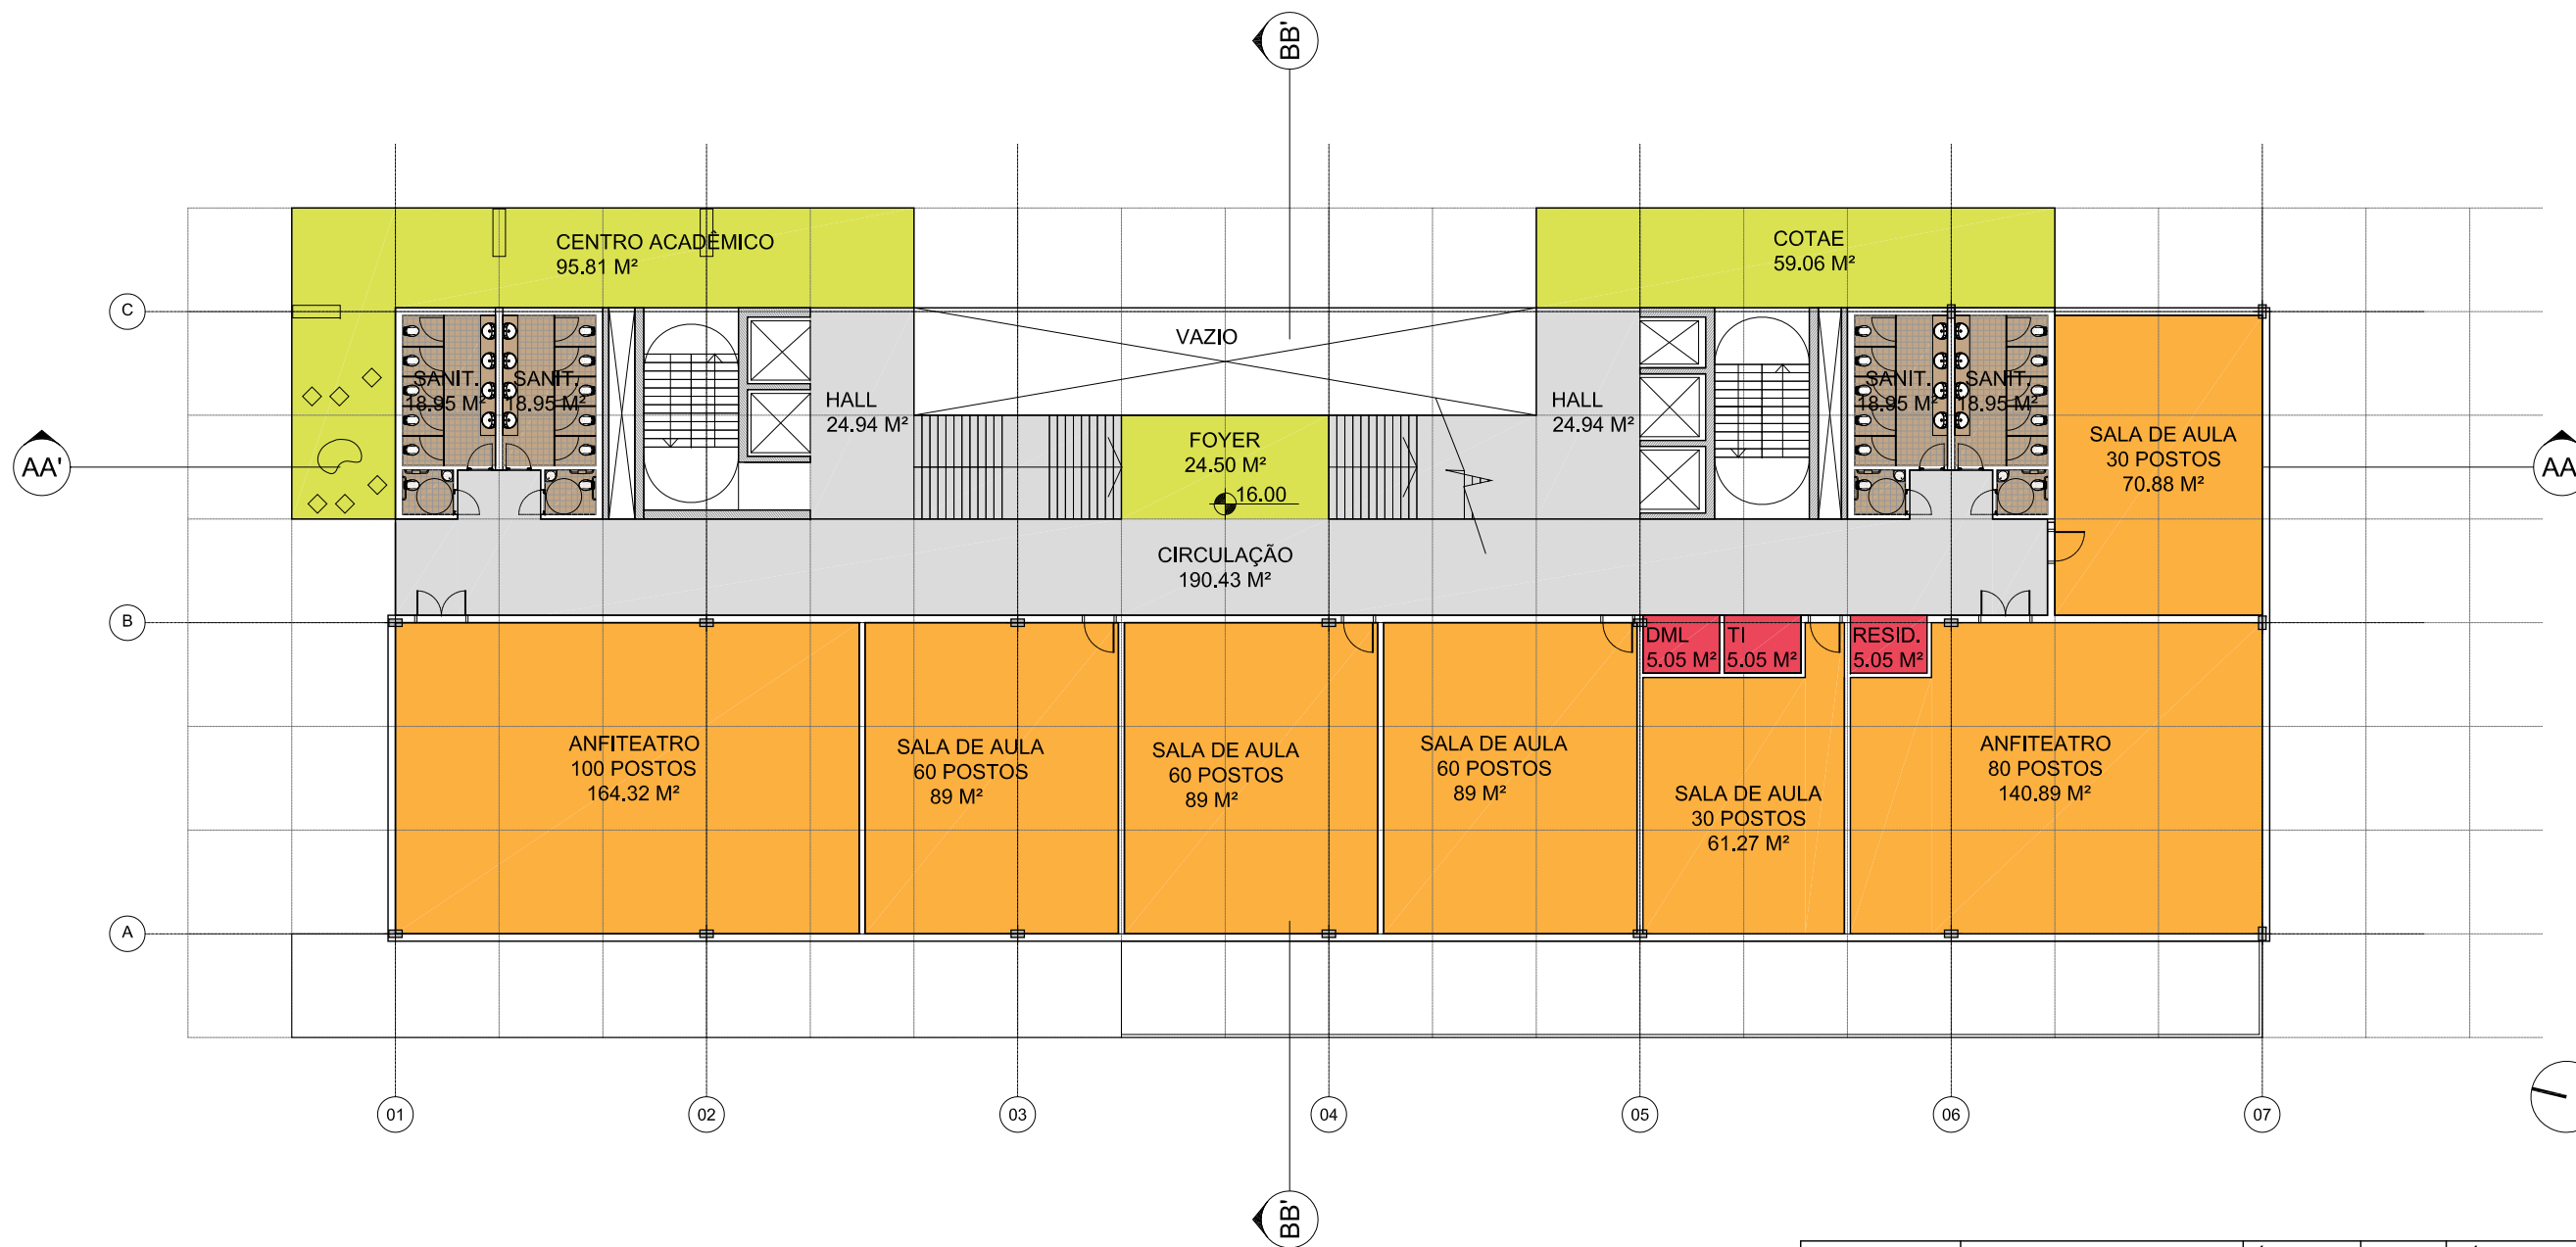 BB'
CENTRO ACADÊMICO
95.81 M²
COTAE
59.06 M²
C
VAZIO
SANIT.
18.95 M²
SANIT.
18.95 M²
HALL
24.94 M²
HALL
24.94 M²
SANIT.
18.95 M²
SANIT.
18.95 M²
FOYER
24.50 M²
16.00
SALA DE AULA
30 POSTOS
70.88 M²
AA'
AA
CIRCULAÇÃO
190.43 M²
B
DML
5.05 M²
TI
5.05 M²
RESID.
5.05 M²
ANFITEATRO
100 POSTOS
164.32 M²
SALA DE AULA
60 POSTOS
89 M²
SALA DE AULA
60 POSTOS
89 M²
SALA DE AULA
60 POSTOS
89 M²
SALA DE AULA
30 POSTOS
61.27 M²
ANFITEATRO
80 POSTOS
140.89 M²
A
01
02
03
04
05
06
07
BB'